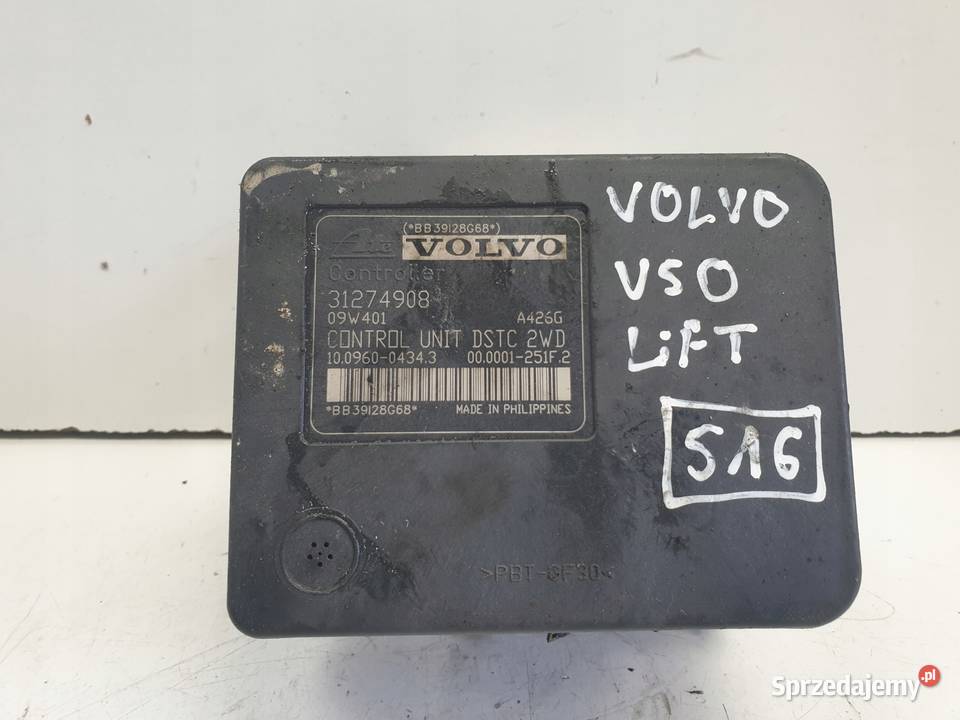 (*BB39128G68*)
Ate VOLVO
Controller
31274908
09W401 A426G
CONTROL UNIT DSTC 2WD
10.0960-0434.3 00.0001-251F.2
*BB39128G68* MADE IN PHILIPPINES
VOLVO
V50
LiFT
S16
>PBT-GF30<
Sprzedajemy.pl